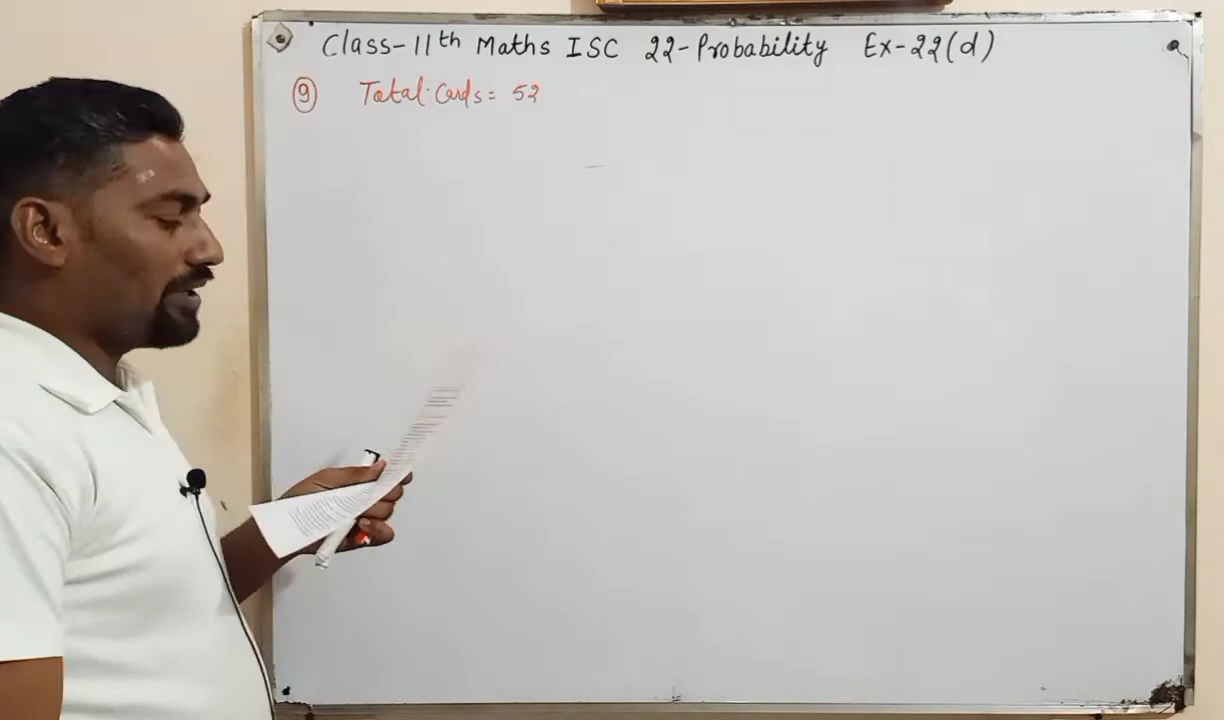 Class-11th Maths ISC 22-Probability Ex-22(d)
9 Total Cards = 52